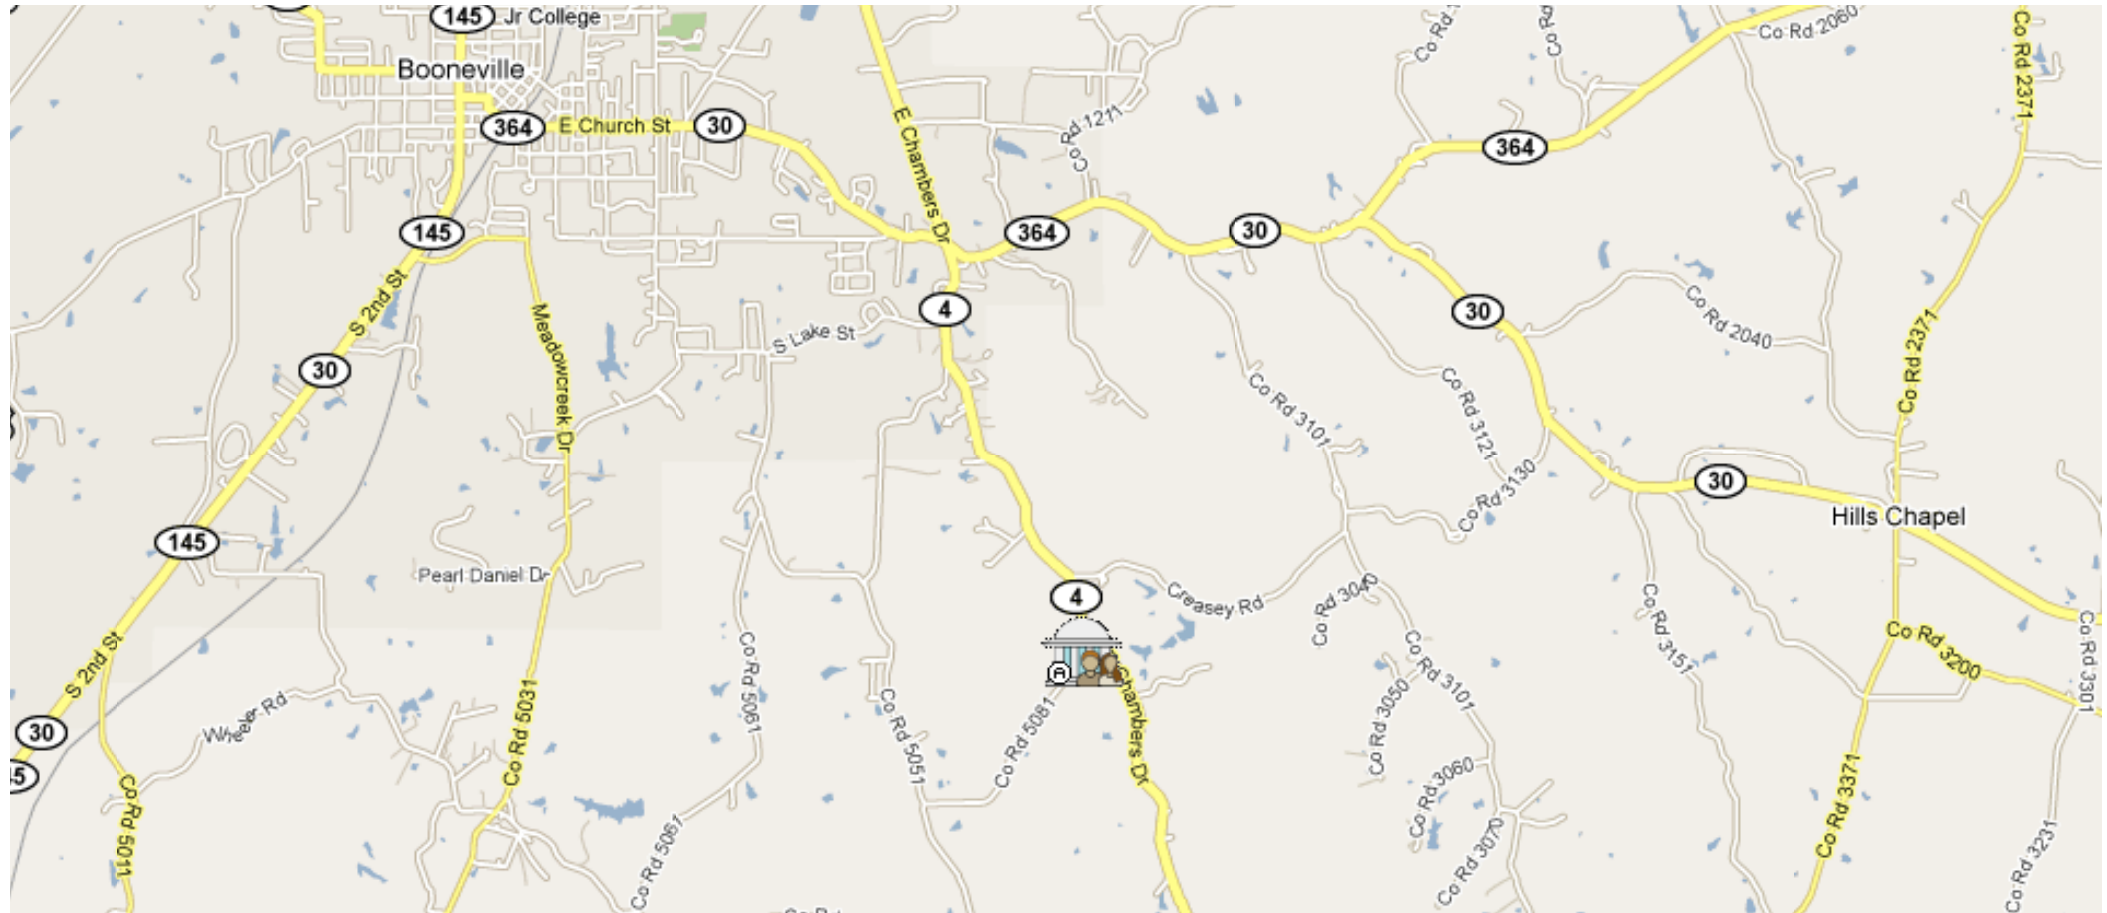 145
Jr College
Co Rd 2060
Co Rd 2371
Booneville
364
E Church St
30
E Chambers Dr
Co Rd 1211
364
145
364
30
S 2nd St
Meadowcreek Dr
4
30
Co Rd 2040
S Lake St
30
Co Rd 2371
Co Rd 3101
Co Rd 3121
Co Rd 3130
30
Hills Chapel
145
Pearl Daniel Dr
4
Creasey Rd
Co Rd 3040
Co Rd 3151
Co Rd 3200
Co Rd 3301
S 2nd St
Co Rd 5061
Co Rd 3101
Co Rd 3050
A
Chambers Dr
Co Rd 5081
Co Rd 5051
Wheeler Rd
Co Rd 5031
30
Co Rd 3060
Co Rd 3371
Co Rd 5011
Co Rd 5061
Co Rd 3070
Co Rd 3231